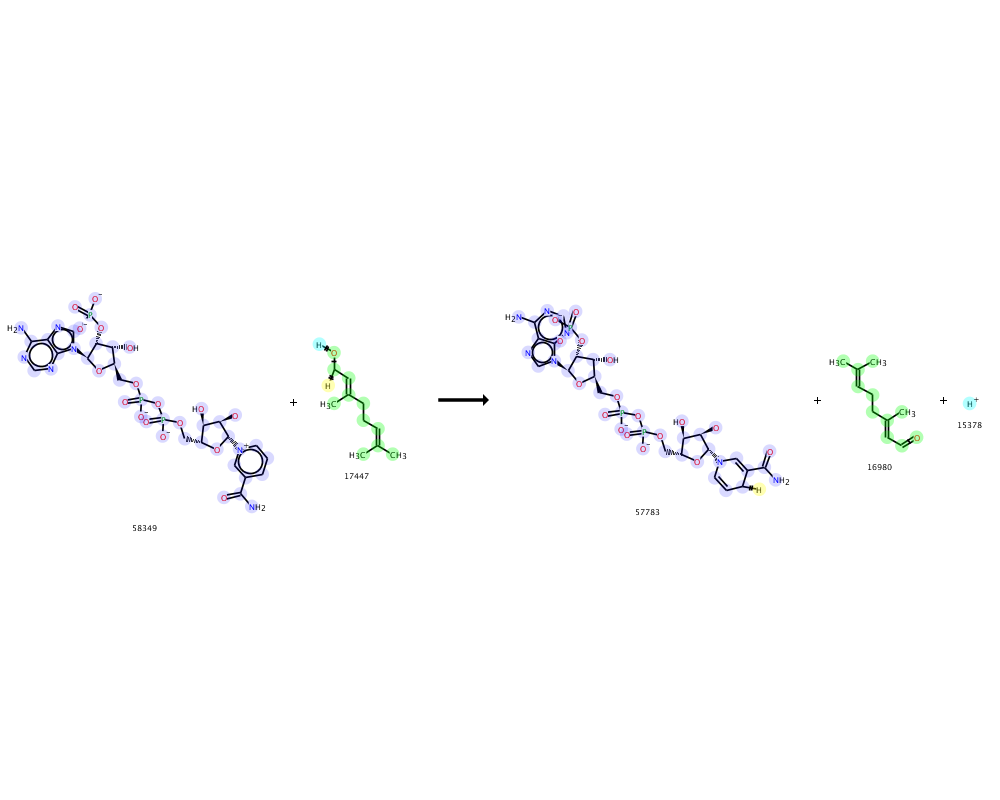 O⁻
O
P
O
H₂N
N
O⁻
N
N
N
OH
O
O
O
P
O
O⁻
O
P
O
O⁻
HO
O
O
N⁺
O
NH₂
58349
+
H
O
H
H₃C
H₃C
CH₃
17447
H₂N
N
O
O
P
N
O
O
N
N
OH
O
O
O
P
O
O⁻
O
P
O
O⁻
HO
O
O
N
O
NH₂
H
57783
+
H₃C
CH₃
CH₃
O
16980
+
H⁺
15378